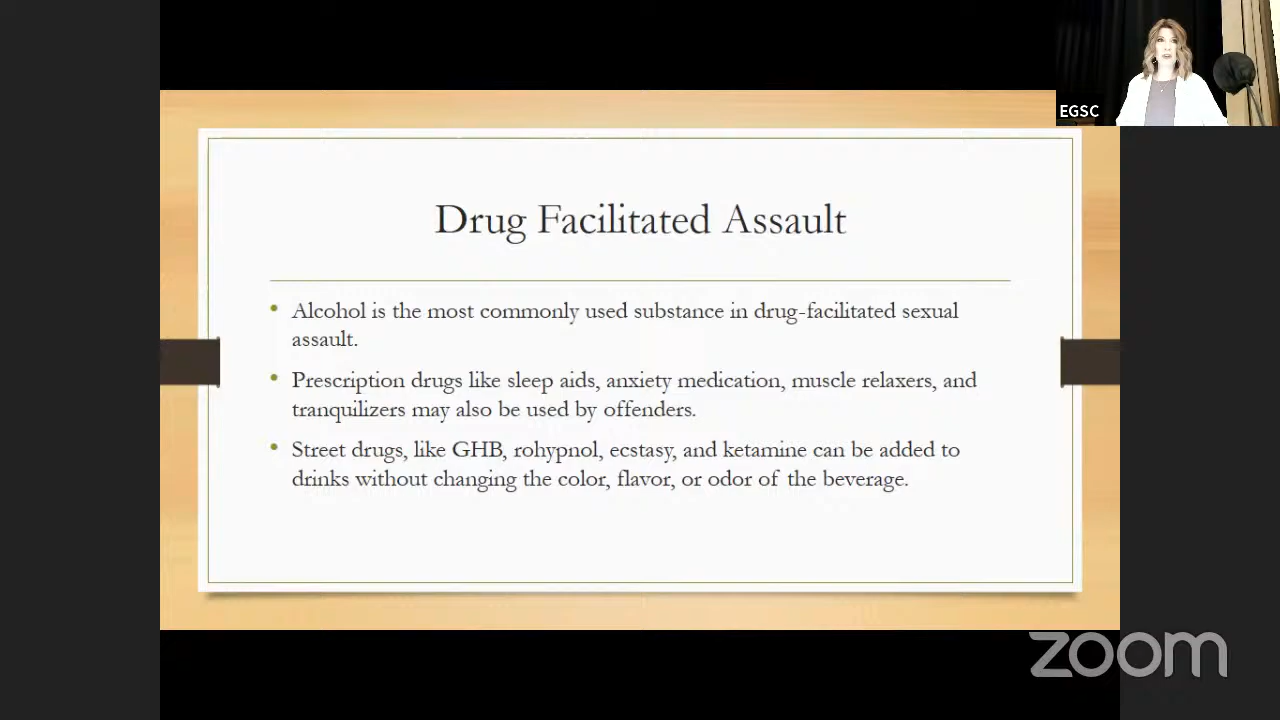 EGSC
Drug Facilitated Assault
• Alcohol is the most commonly used substance in drug-facilitated sexual
assault.
• Prescription drugs like sleep aids, anxiety medication, muscle relaxers, and
tranquilizers may also be used by offenders.
• Street drugs, like GHB, rohypnol, ecstasy, and ketamine can be added to
drinks without changing the color, flavor, or odor of the beverage.
zoom